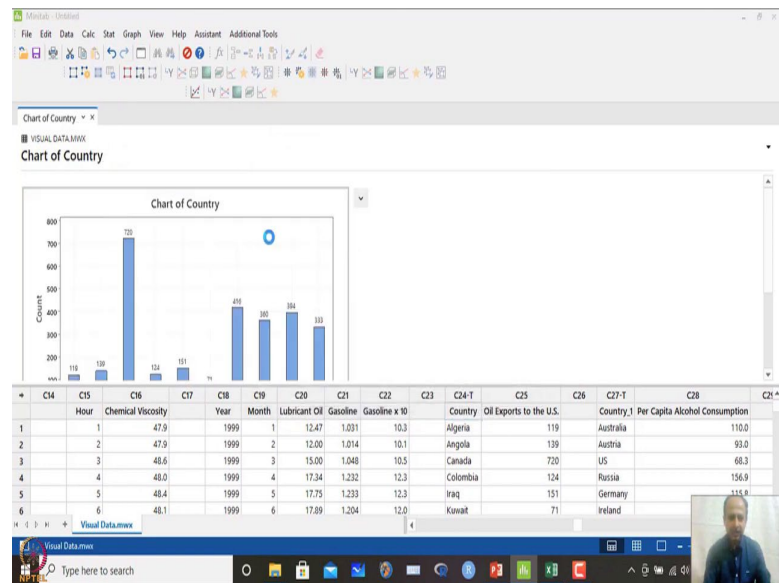 Minitab - Untitled
File Edit Data Calc Stat Graph View Help Assistant Additional Tools
Chart of Country
VISUAL DATA.MWX
Chart of Country
Chart of Country
800
720
700
600
500
Count
400
416
360
394
333
300
200
118
139
124
151
71
100
C14 C15 C16 C17 C18 C19 C20 C21 C22 C23 C24-T C25 C26 C27-T C28 C29
Hour Chemical Viscosity Year Month Lubricant Oil Gasoline Gasoline x 10 Country Oil Exports to the U.S. Country_1 Per Capita Alcohol Consumption
1 1 47.9 1999 1 12.47 1.031 10.3 Algeria 119 Australia 110.0
2 2 47.9 1999 2 12.00 1.014 10.1 Angola 139 Austria 93.0
3 3 48.6 1999 3 15.00 1.048 10.5 Canada 720 US 68.3
4 4 48.0 1999 4 17.34 1.232 12.3 Colombia 124 Russia 156.9
5 5 48.4 1999 5 17.75 1.233 12.3 Iraq 151 Germany 115.8
6 6 48.1 1999 6 17.89 1.204 12.0 Kuwait 71 Ireland
Visual Data.mwx
Visual Data.mwx
Type here to search
NPTEL